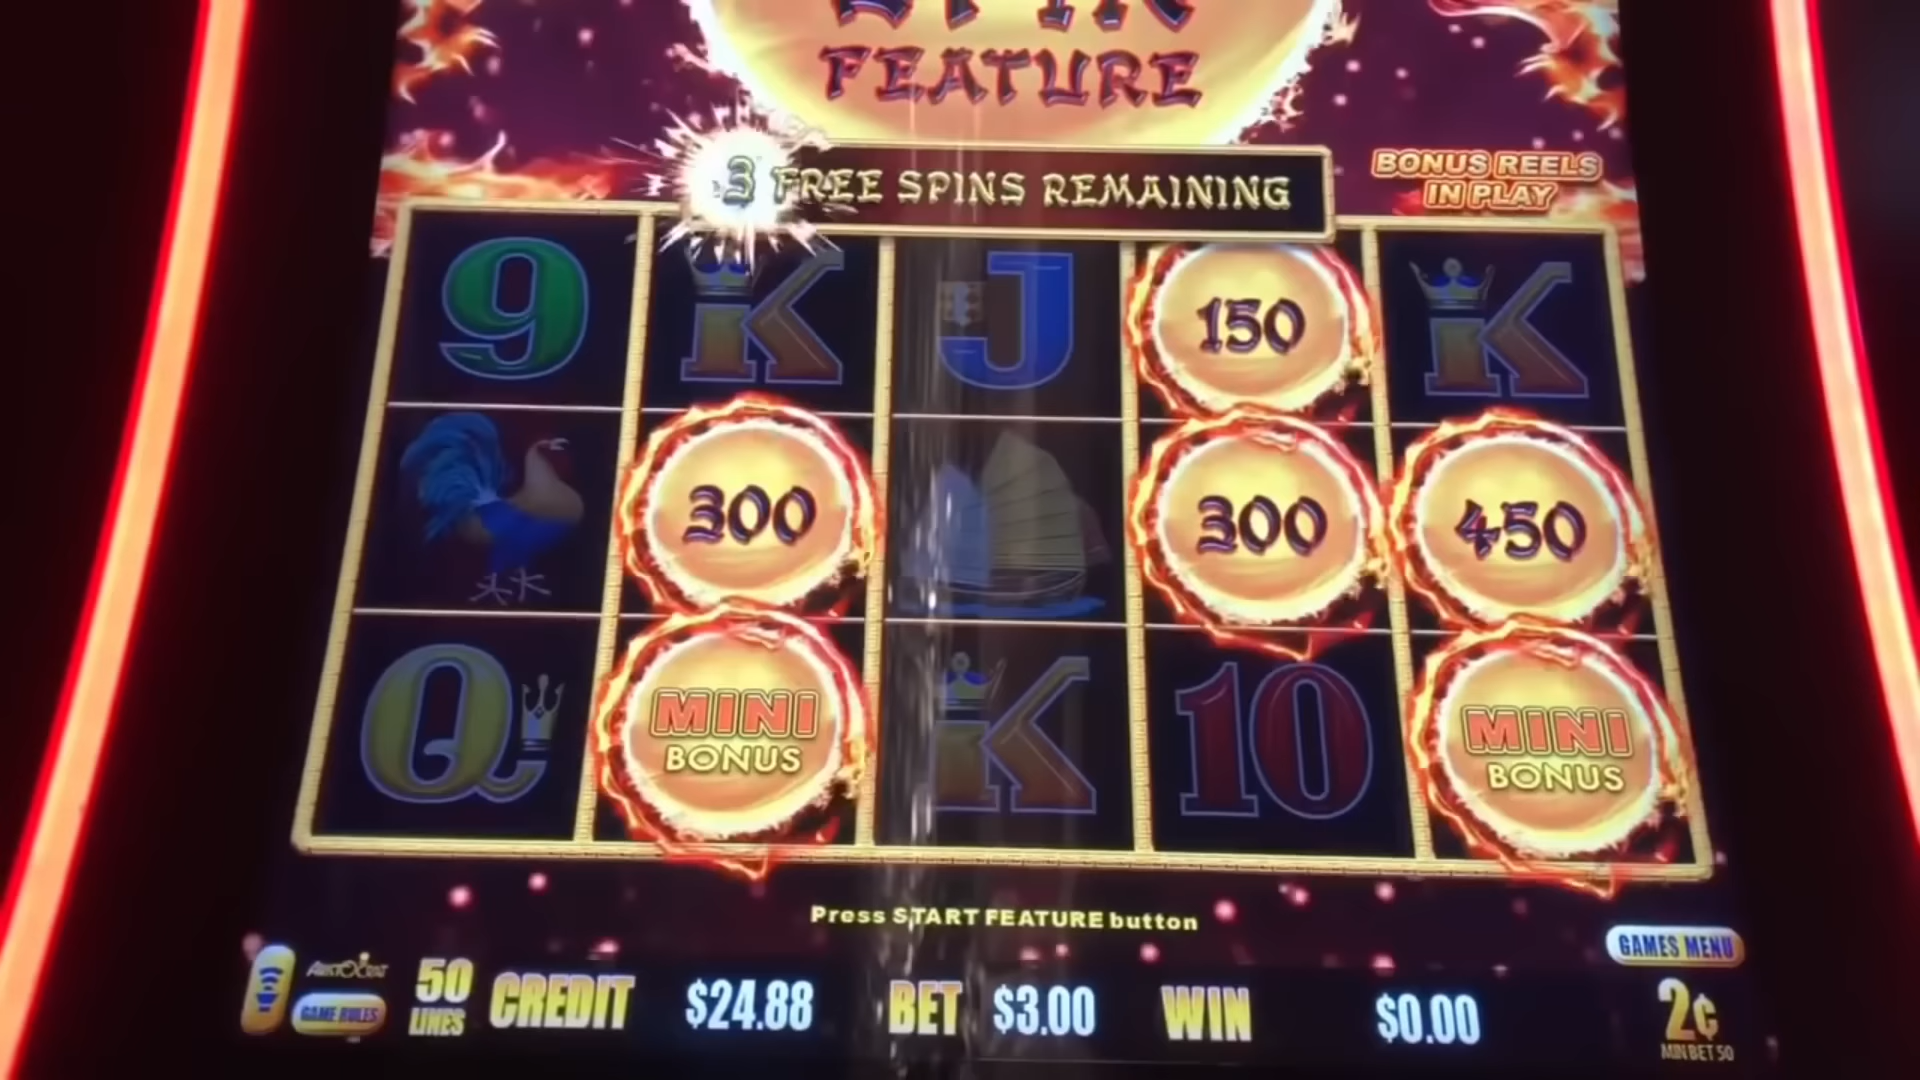 FEATURE
3 FREE SPINS REMAINING
BONUS REELS
IN PLAY
9 K J 150 K
300 300 450
Q MINI
BONUS K 10 MINI
BONUS
Press START FEATURE button
GAMES MENU
ARISTOCRAT
GAME RULES
50
LINES
CREDIT $24.88 BET $3.00 WIN $0.00
2¢
MIN BET 50